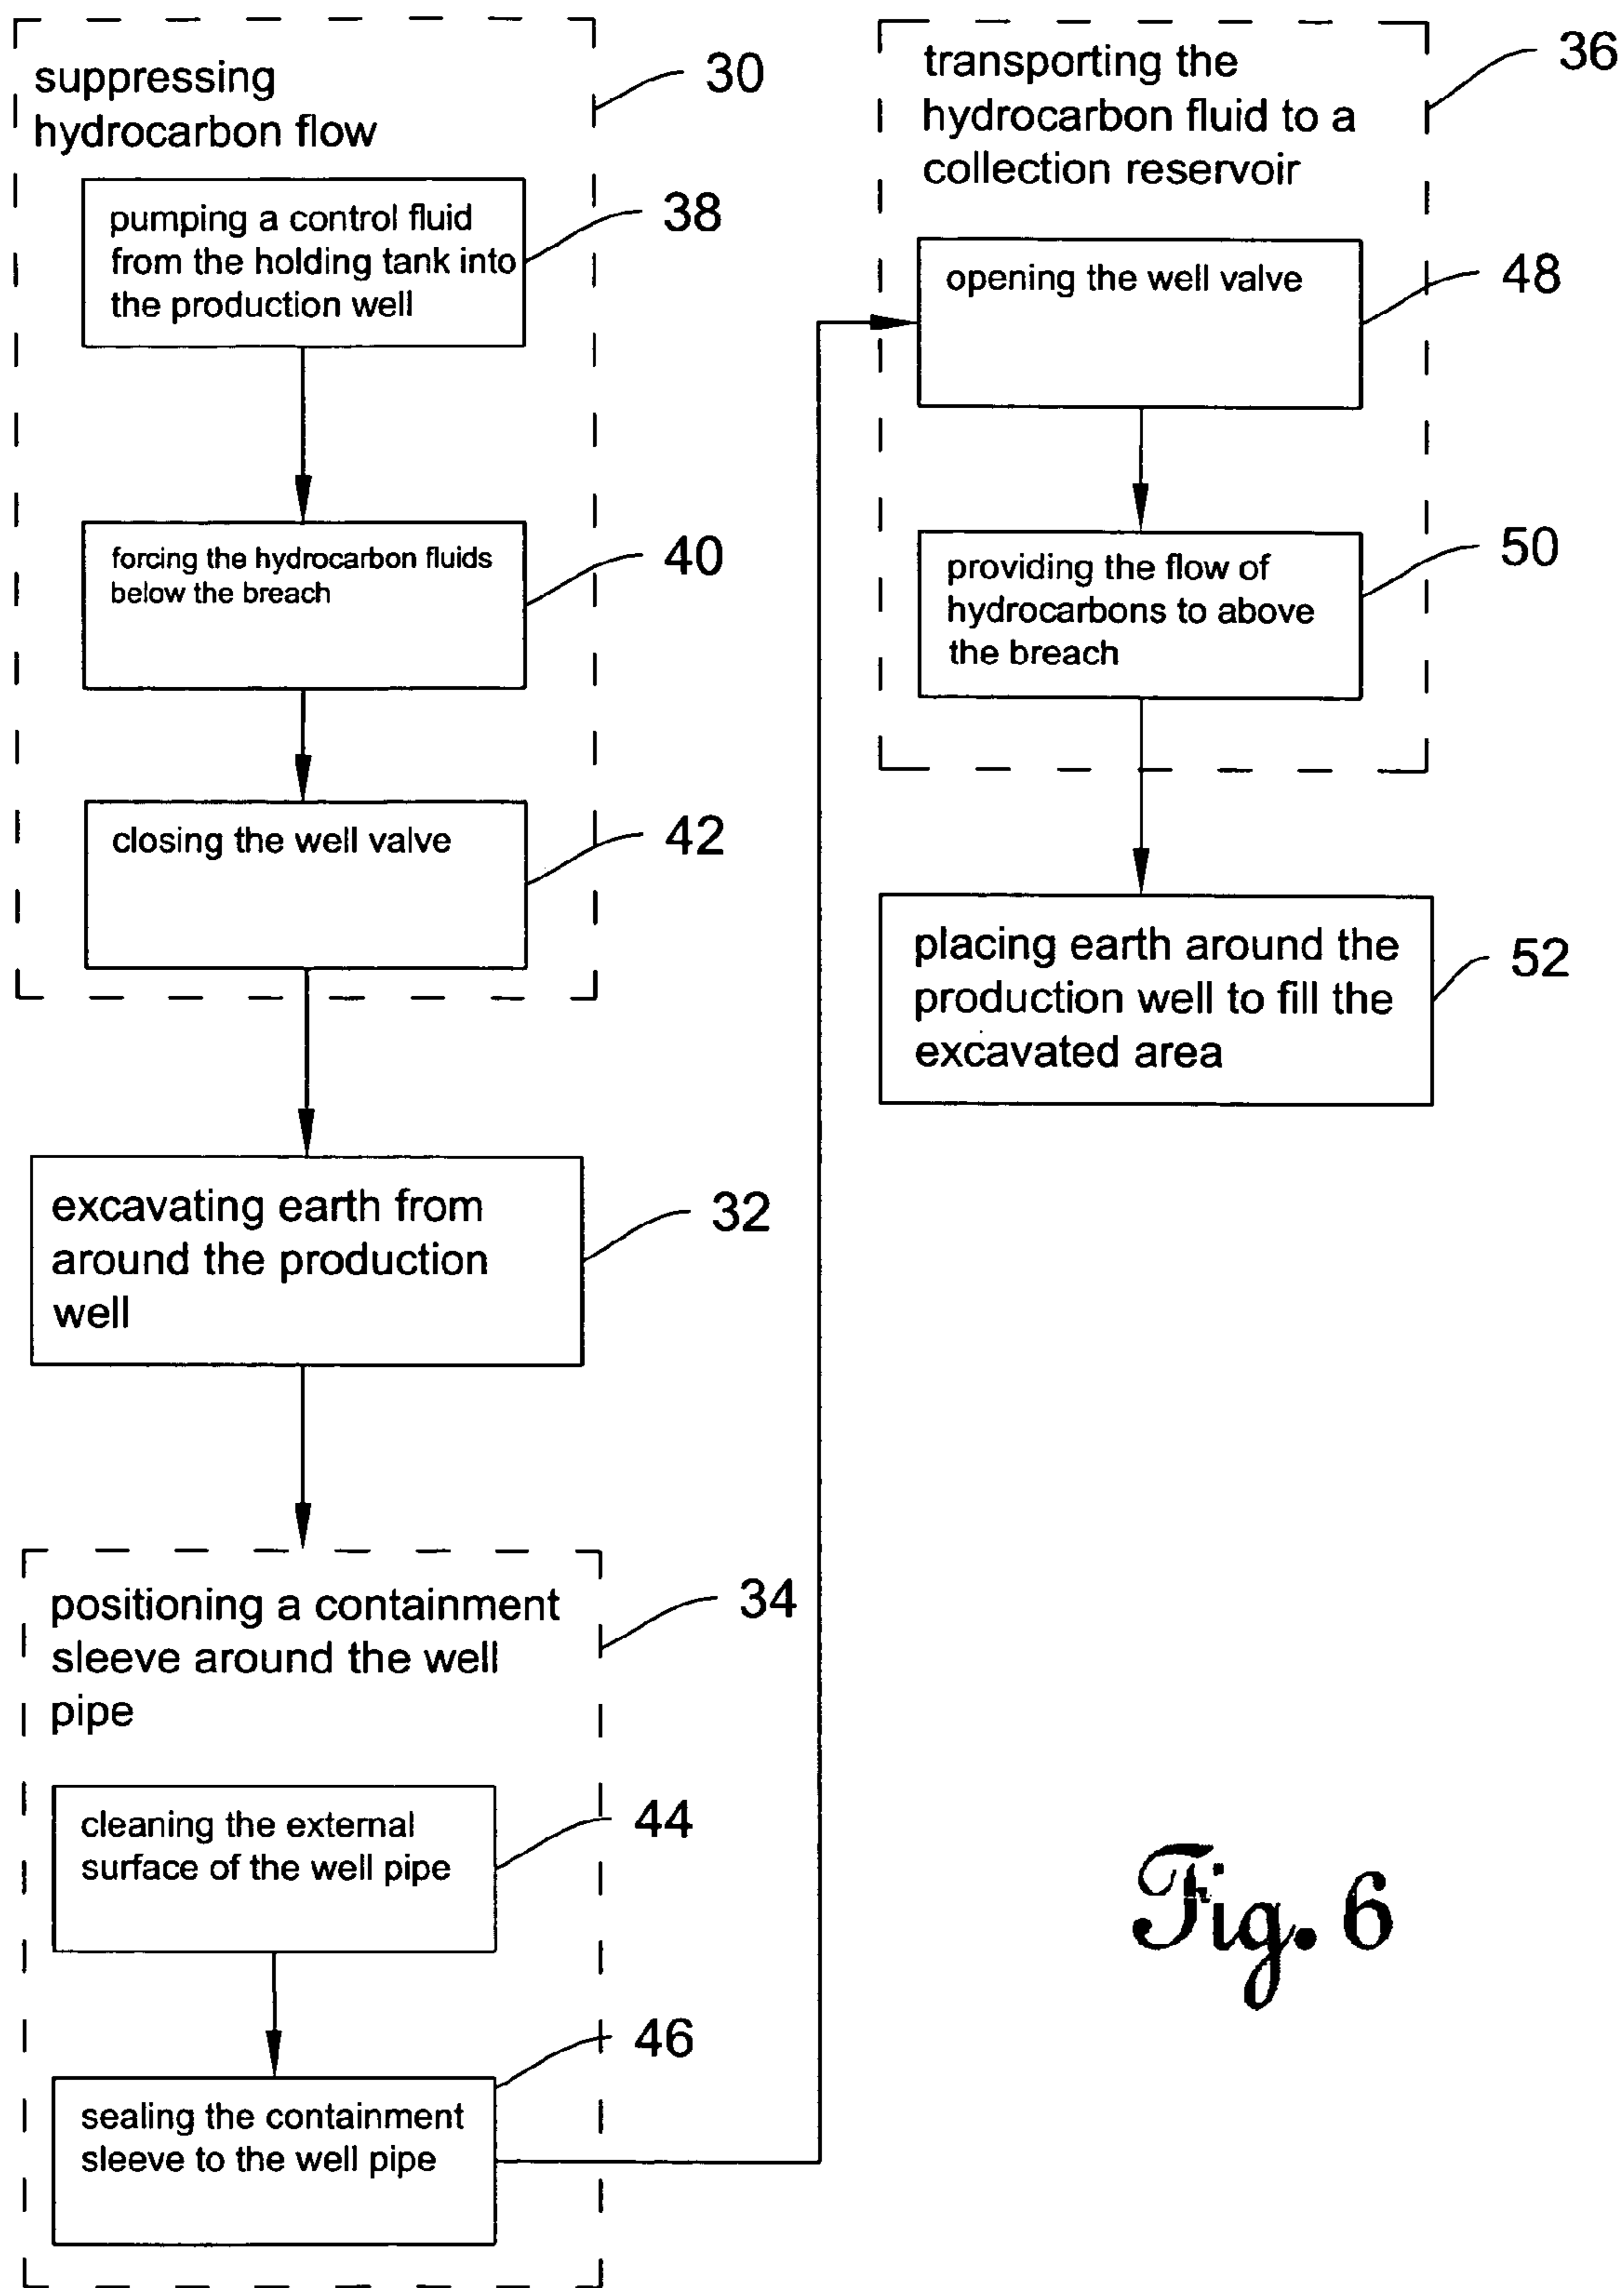 suppressing
hydrocarbon flow
30
pumping a control fluid
from the holding tank into
the production well
38
forcing the hydrocarbon fluids
below the breach
40
closing the well valve
42
excavating earth from
around the production
well
32
positioning a containment
sleeve around the well
pipe
34
cleaning the external
surface of the well pipe
44
sealing the containment
sleeve to the well pipe
46
transporting the
hydrocarbon fluid to a
collection reservoir
36
opening the well valve
48
providing the flow of
hydrocarbons to above
the breach
50
placing earth around the
production well to fill the
excavated area
52
Fig. 6